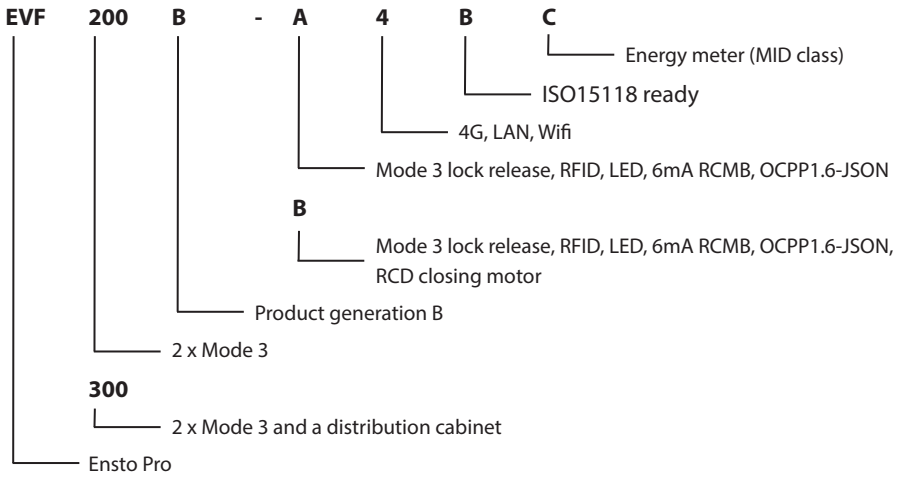 EVF 200 B - A 4 B C
Energy meter (MID class)
ISO15118 ready
4G, LAN, Wifi
Mode 3 lock release, RFID, LED, 6mA RCMB, OCPP1.6-JSON
B
Mode 3 lock release, RFID, LED, 6mA RCMB, OCPP1.6-JSON,
RCD closing motor
Product generation B
2 x Mode 3
300
2 x Mode 3 and a distribution cabinet
Ensto Pro